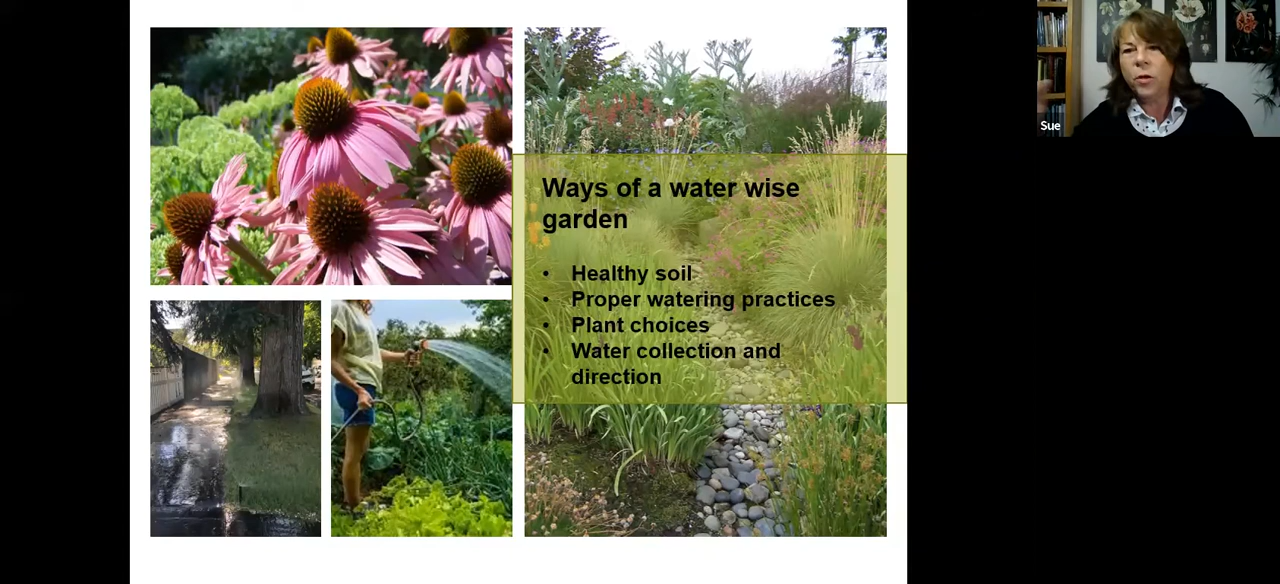 Ways of a water wise
garden
• Healthy soil
• Proper watering practices
• Plant choices
• Water collection and
direction
Sue